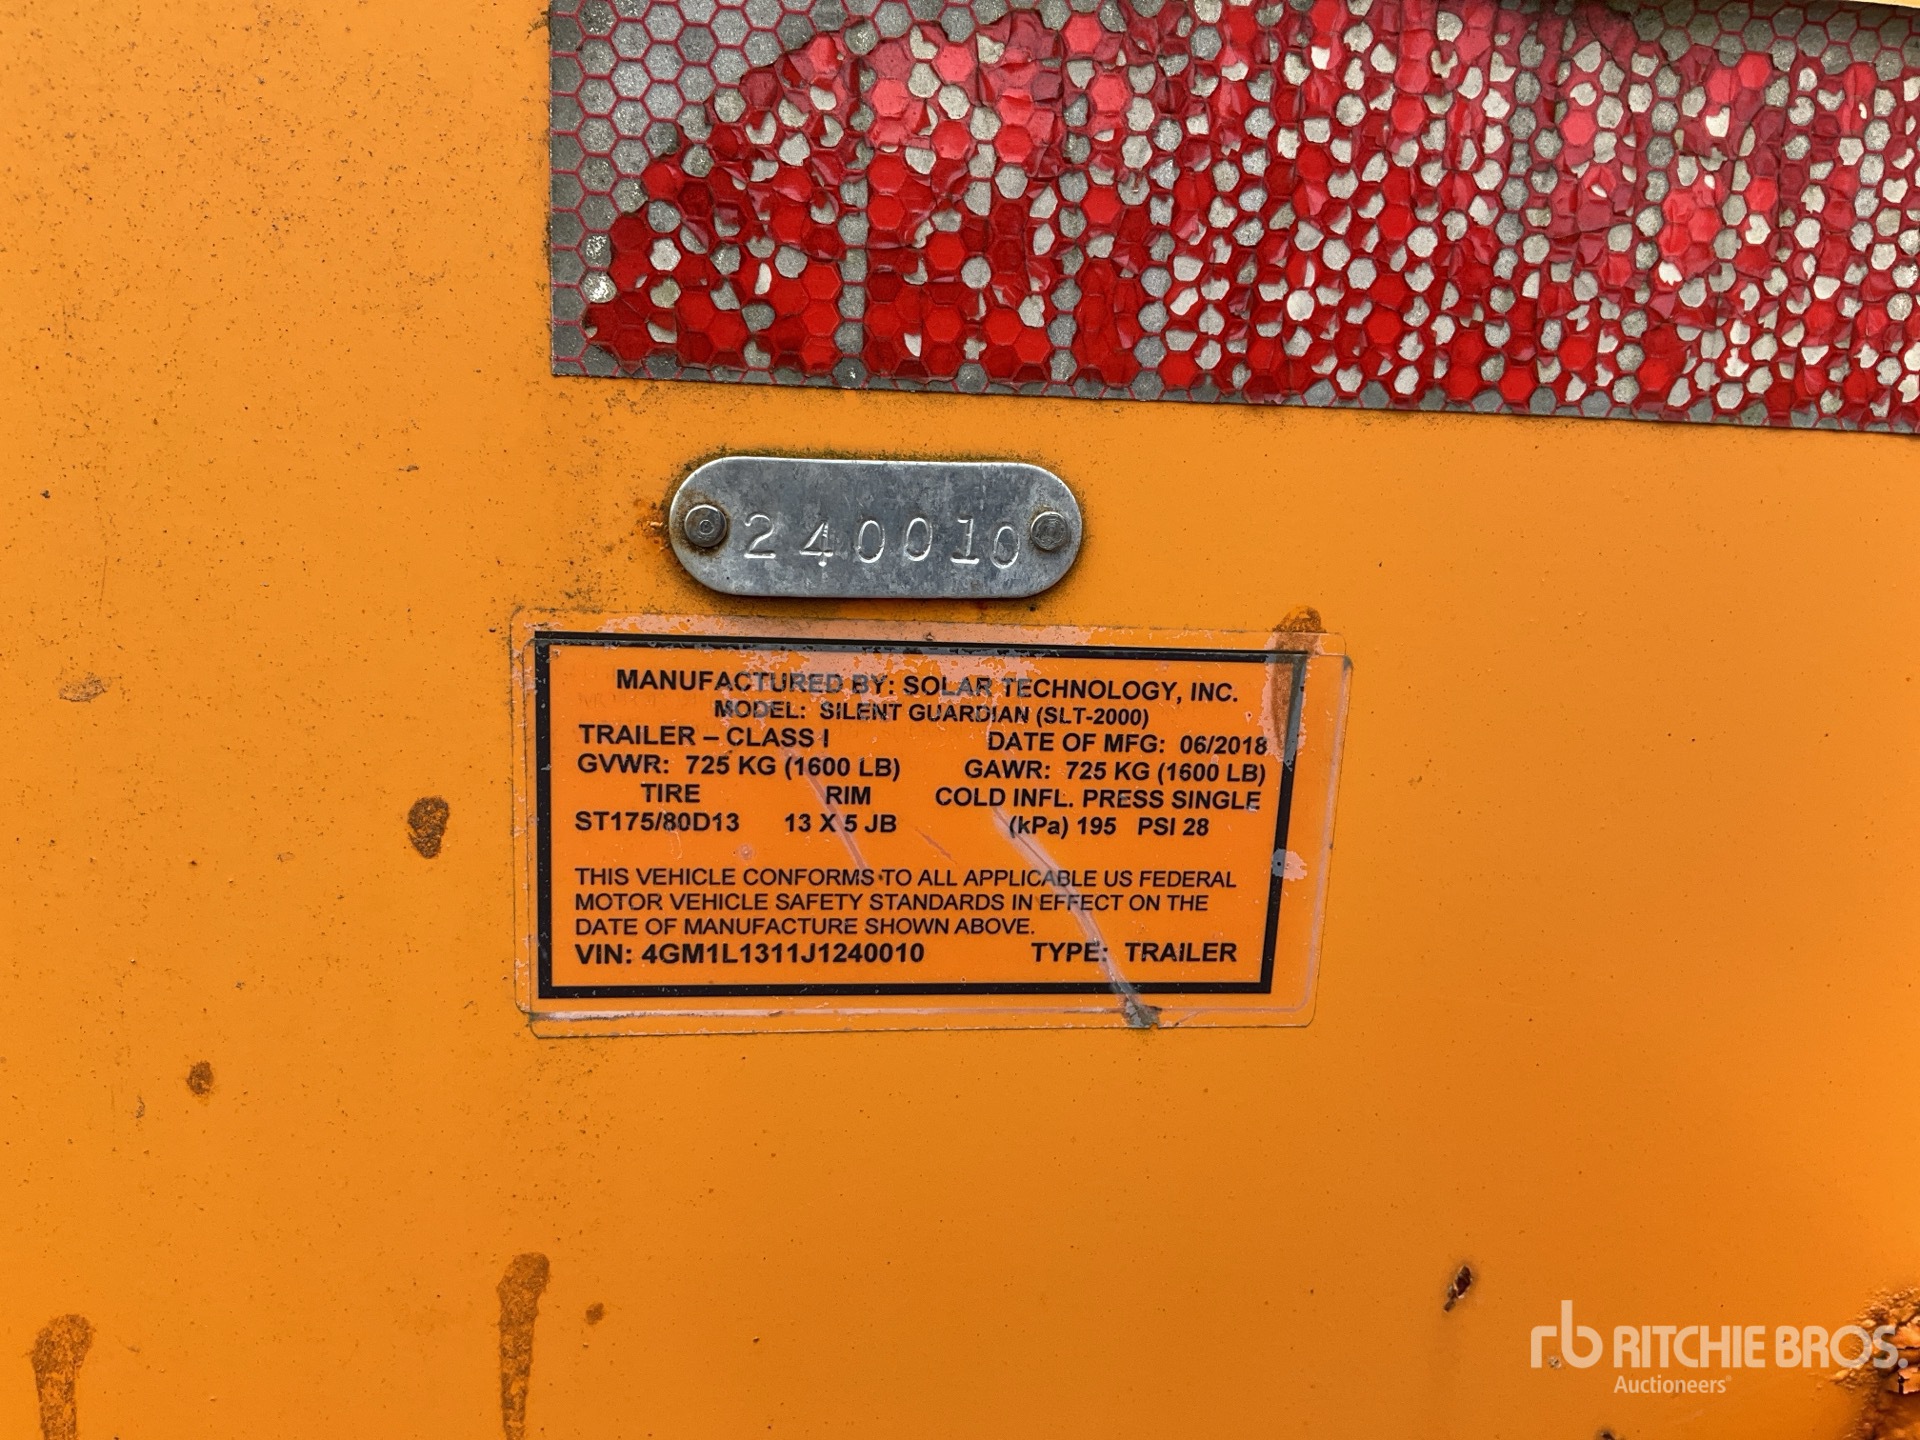 240010
MANUFACTURED BY: SOLAR TECHNOLOGY, INC.
MODEL: SILENT GUARDIAN (SLT-2000)
TRAILER – CLASS I DATE OF MFG: 06/2018
GVWR: 725 KG (1600 LB) GAWR: 725 KG (1600 LB)
TIRE RIM COLD INFL. PRESS SINGLE
ST175/80D13 13 X 5 JB (kPa) 195 PSI 28
THIS VEHICLE CONFORMS TO ALL APPLICABLE US FEDERAL
MOTOR VEHICLE SAFETY STANDARDS IN EFFECT ON THE
DATE OF MANUFACTURE SHOWN ABOVE.
VIN: 4GM1L1311J1240010 TYPE: TRAILER
rb RITCHIE BROS.
Auctioneers